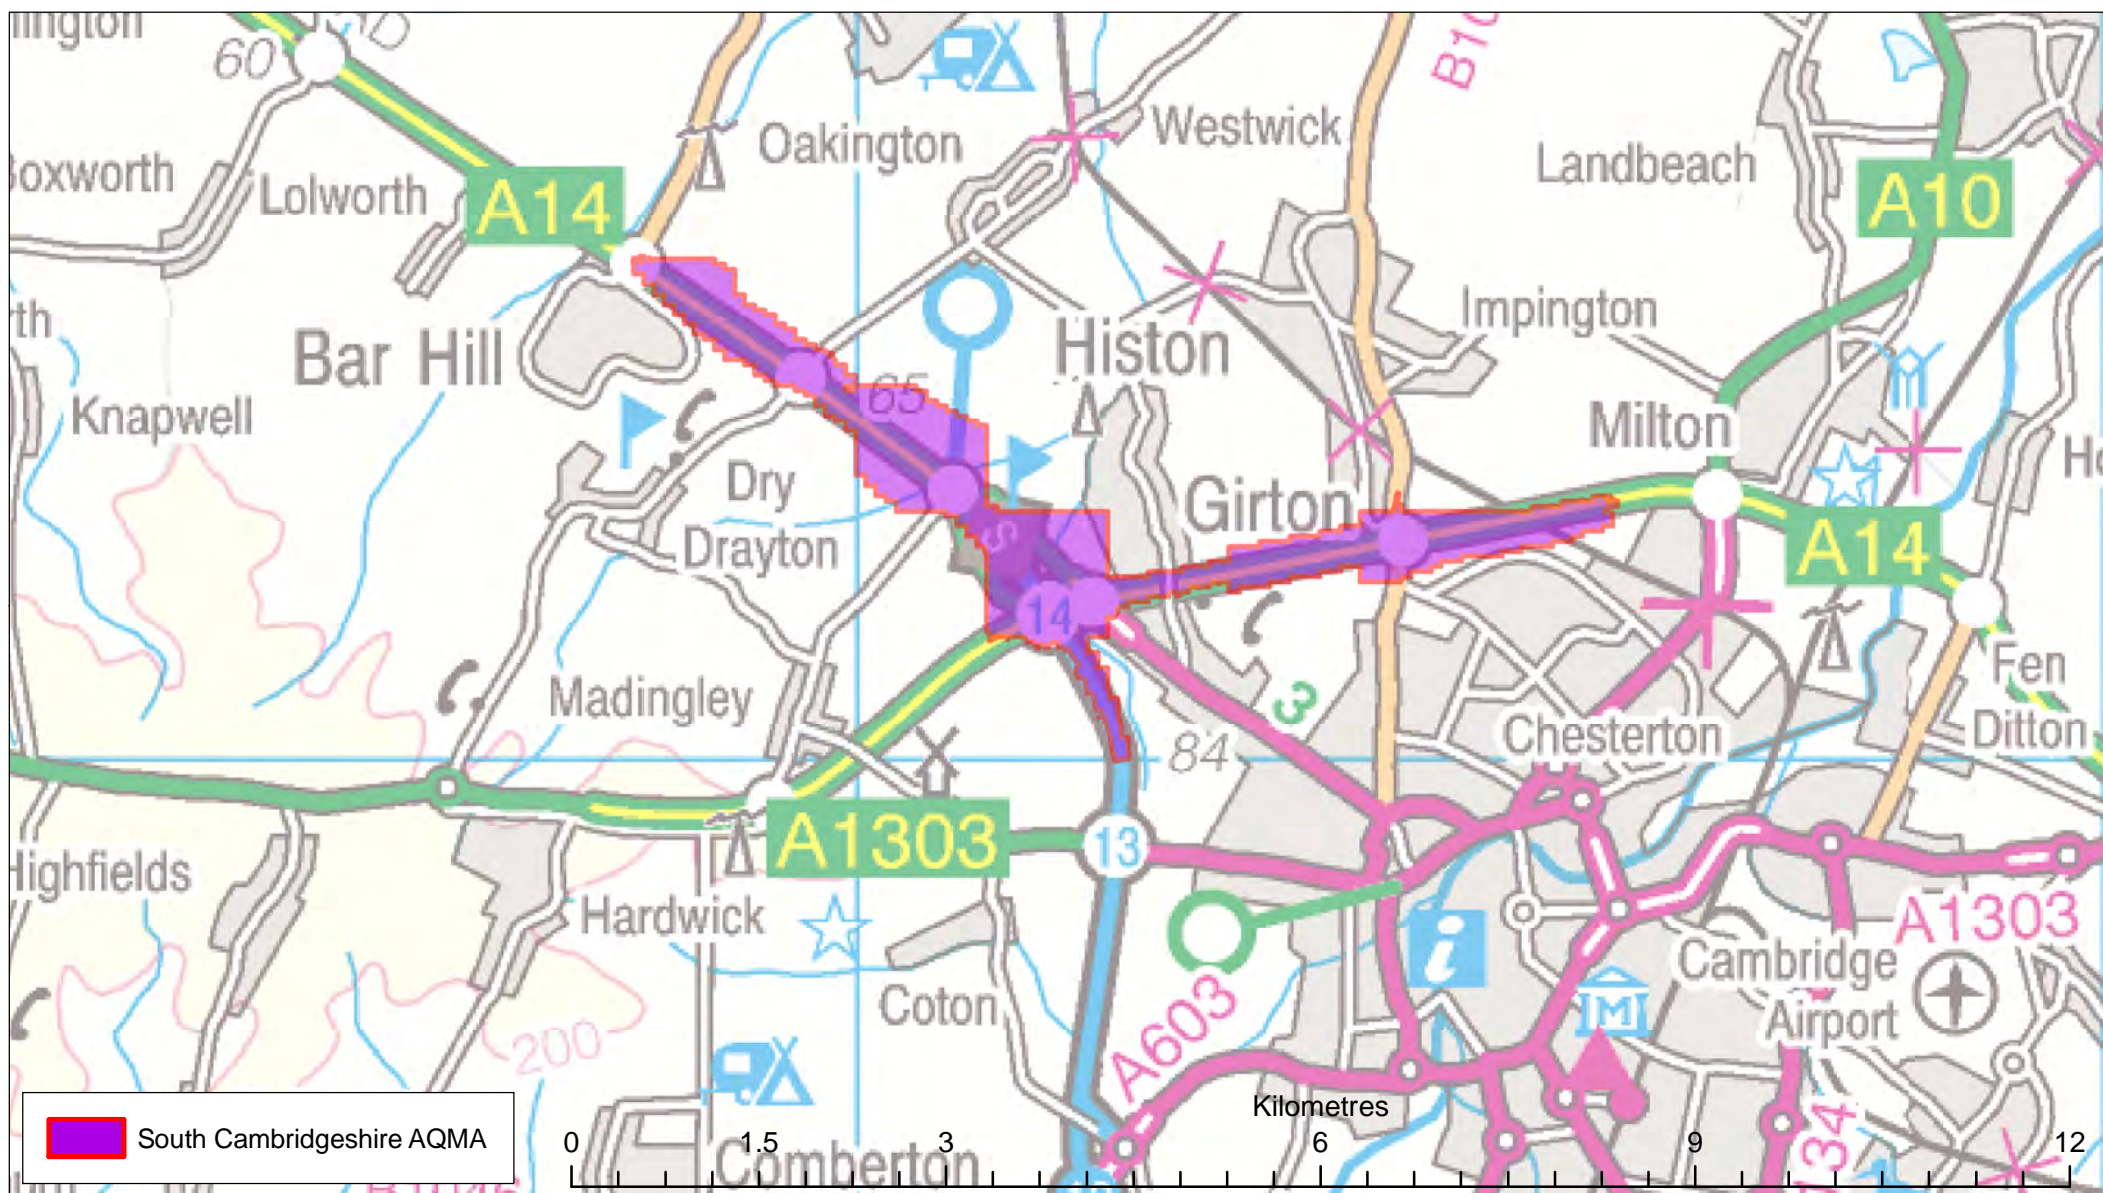 60
Oakington
Westwick
Landbeach
Lolworth
A14
A10
Impington
Bar Hill
Histon
65
Knapwell
Milton
Dry
Drayton
Girton
S
A14
14
Madingley
3
84
Chesterton
Fen
Ditton
A1303
13
Highfields
Hardwick
A1303
i
Cambridge
Airport
M
Coton
A603
200
Kilometres
South Cambridgeshire AQMA
0 1.5 3 6 9 12
Comberton